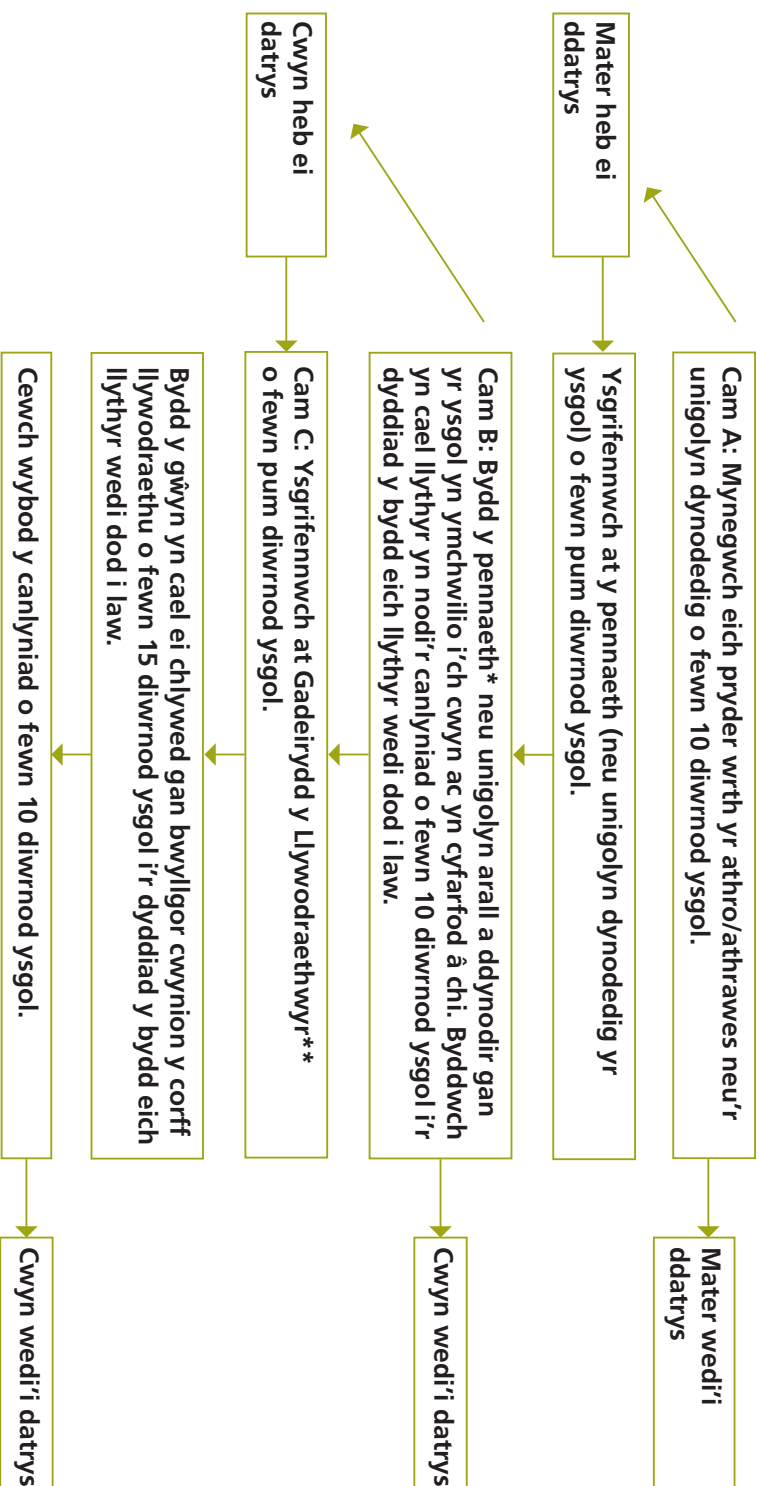 Cam A: Mynegwch eich pryder wrth yr athro/athrawes neu'r
unigolyn dynodedig o fewn 10 diwrnod ysgol.
Mater wedi'i
ddatrys
Mater heb ei
ddatrys
Ysgrifennwch at y pennaeth (neu unigolyn dynodedig yr
ysgol) o fewn pum diwrnod ysgol.
Cam B: Bydd y pennaeth* neu unigolyn arall a ddynodir gan
yr ysgol yn ymchwilio i'ch cwyn ac yn cyfarfod â chi. Byddwch
yn cael llythyr yn nodi'r canlyniad o fewn 10 diwrnod ysgol i'r
dyddiad y bydd eich llythyr wedi dod i law.
Cwyn wedi'i datrys
Cwyn heb ei
datrys
Cam C: Ysgrifennwch at Gadeirydd y Llywodraethwyr**
o fewn pum diwrnod ysgol.
Bydd y gŵyn yn cael ei chlywed gan bwyllgor cwynion y corff
llywodraethu o fewn 15 diwrnod ysgol i'r dyddiad y bydd eich
llythyr wedi dod i law.
Cewch wybod y canlyniad o fewn 10 diwrnod ysgol.
Cwyn wedi'i datrys